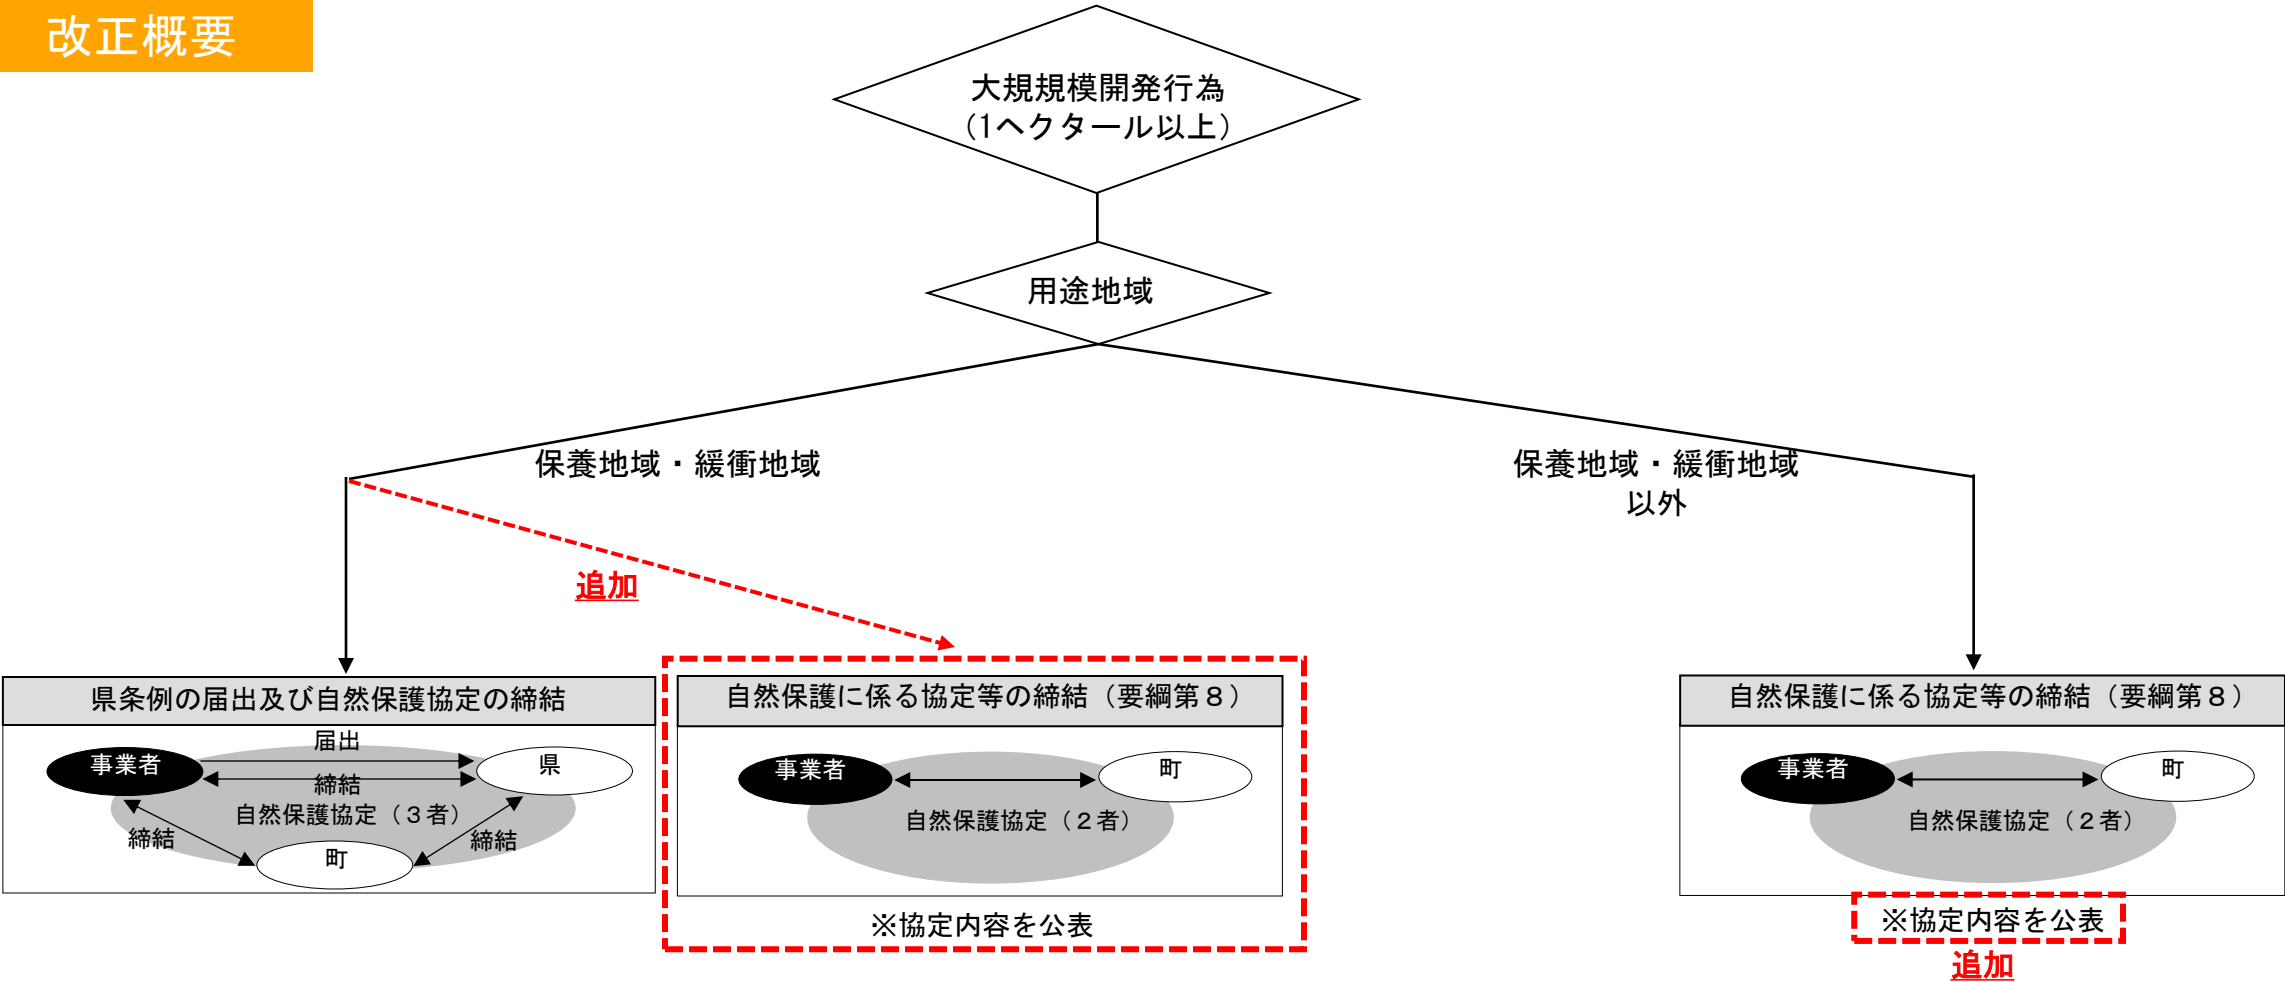 改正概要
大規規模開発行為
(1ヘクタール以上)
用途地域
保養地域・緩衝地域
保養地域・緩衝地域
以外
追加
県条例の届出及び自然保護協定の締結
届出
事業者
県
締結
自然保護協定（３者）
締結
締結
町
自然保護に係る協定等の締結（要綱第８）
事業者
町
自然保護協定（２者）
※協定内容を公表
自然保護に係る協定等の締結（要綱第８）
事業者
町
自然保護協定（２者）
※協定内容を公表
追加